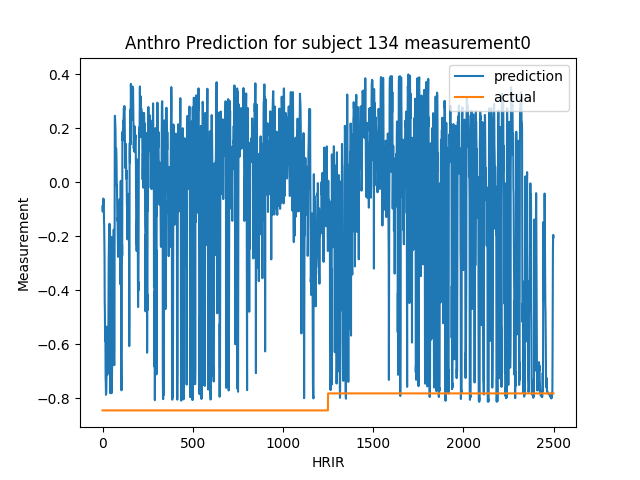 Anthro Prediction for subject 134 measurement0
prediction
actual
0.4
0.2
0.0
−0.2
−0.4
−0.6
−0.8
Measurement
0 500 1000 1500 2000 2500
HRIR